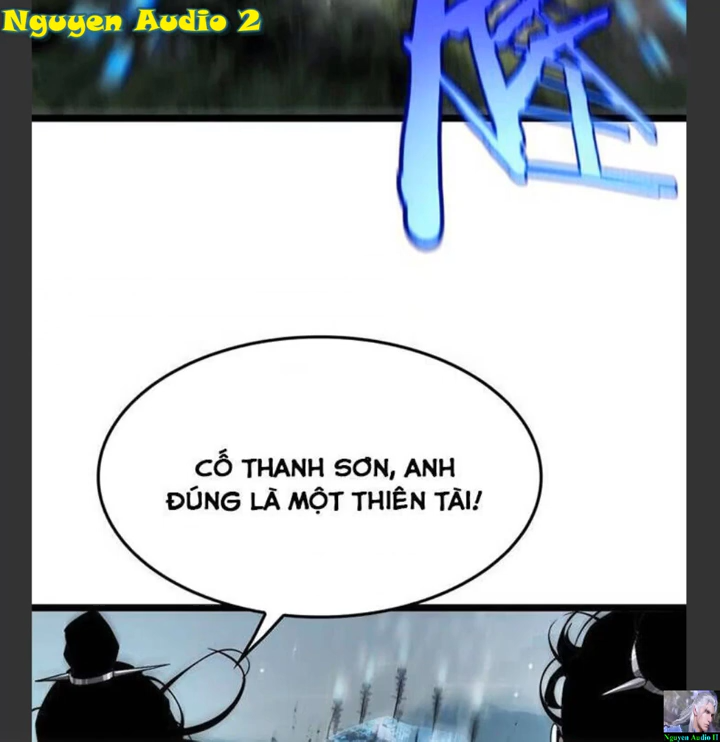 Nguyen Audio 2
CỐ THANH SƠN, ANH
ĐÚNG LÀ MỘT THIÊN TÀI!
Nguyen Audio II